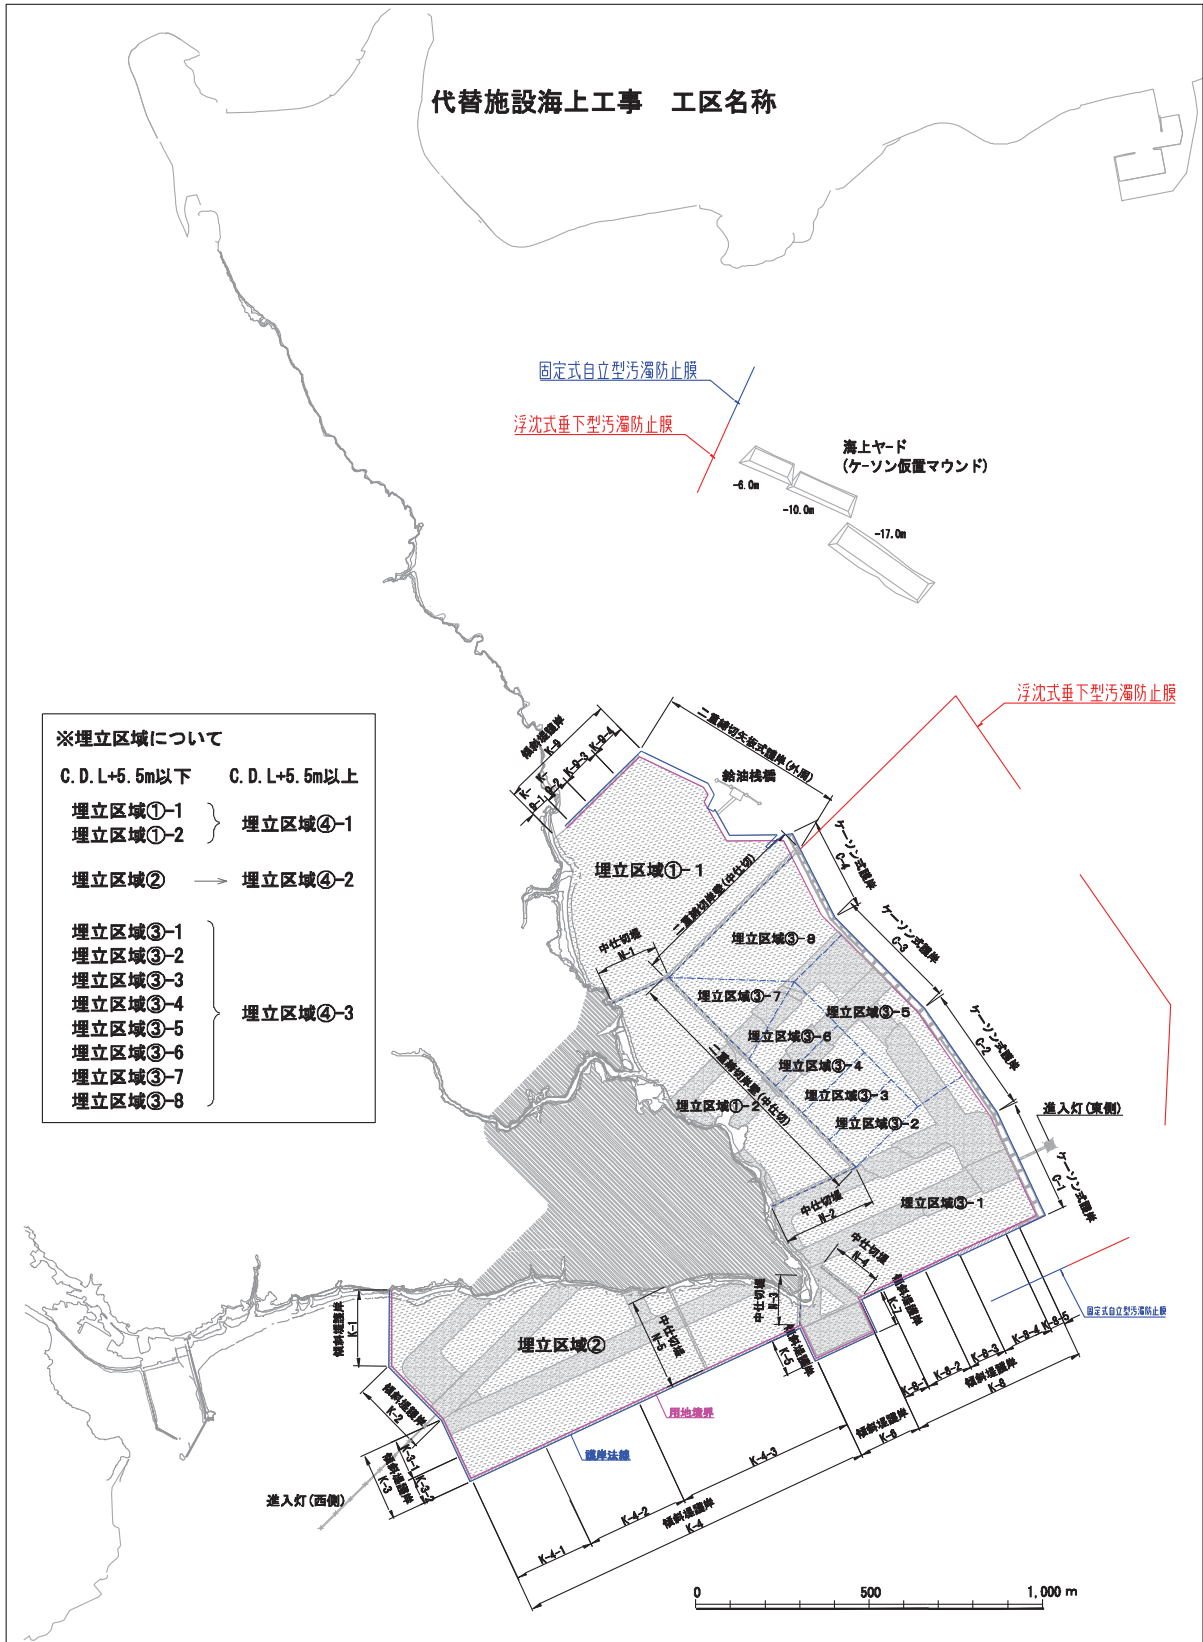 代替施設海上工事　工区名称
固定式自立型汚濁防止膜
浮沈式垂下型汚濁防止膜
海上ヤード
(ケーソン仮置マウンド)
-6.0m
-10.0m
-17.0m
浮沈式垂下型汚濁防止膜
※埋立区域について
C.D.L+5.5m以下　C.D.L+5.5m以上
埋立区域①-1
埋立区域①-2
埋立区域④-1
埋立区域② → 埋立区域④-2
埋立区域③-1
埋立区域③-2
埋立区域③-3
埋立区域③-4
埋立区域③-5
埋立区域③-6
埋立区域③-7
埋立区域③-8
埋立区域④-3
傾斜堤護岸
K-9
K-9-1
K-9-2
K-9-3
K-9-4
二重締切矢板式護岸(外周)
給油桟橋
埋立区域①-1
二重締切岸壁(中仕切)
中仕切堤
N-1
ケーソン式護岸
C-4
ケーソン式護岸
C-3
ケーソン式護岸
C-2
ケーソン式護岸
C-1
埋立区域③-8
埋立区域③-7
埋立区域③-5
埋立区域③-6
埋立区域③-4
埋立区域③-3
埋立区域③-2
埋立区域①-2
二重締切岸壁(中仕切)
進入灯(東側)
埋立区域③-1
中仕切堤
N-2
中仕切堤
N-4
中仕切堤
N-3
中仕切堤
N-5
傾斜堤護岸
K-7
固定式自立型汚濁防止膜
傾斜堤護岸
K-1
埋立区域②
傾斜堤護岸
K-5
傾斜堤護岸
K-2
用地境界
護岸法線
傾斜堤護岸
K-3
K-3-1
K-3-2
進入灯(西側)
K-8-1
K-8-2
K-8-3
K-8-4
K-8-5
傾斜堤護岸
K-8
傾斜堤護岸
K-6
K-4-1
K-4-2
K-4-3
傾斜堤護岸
K-4
0　500　1,000 m